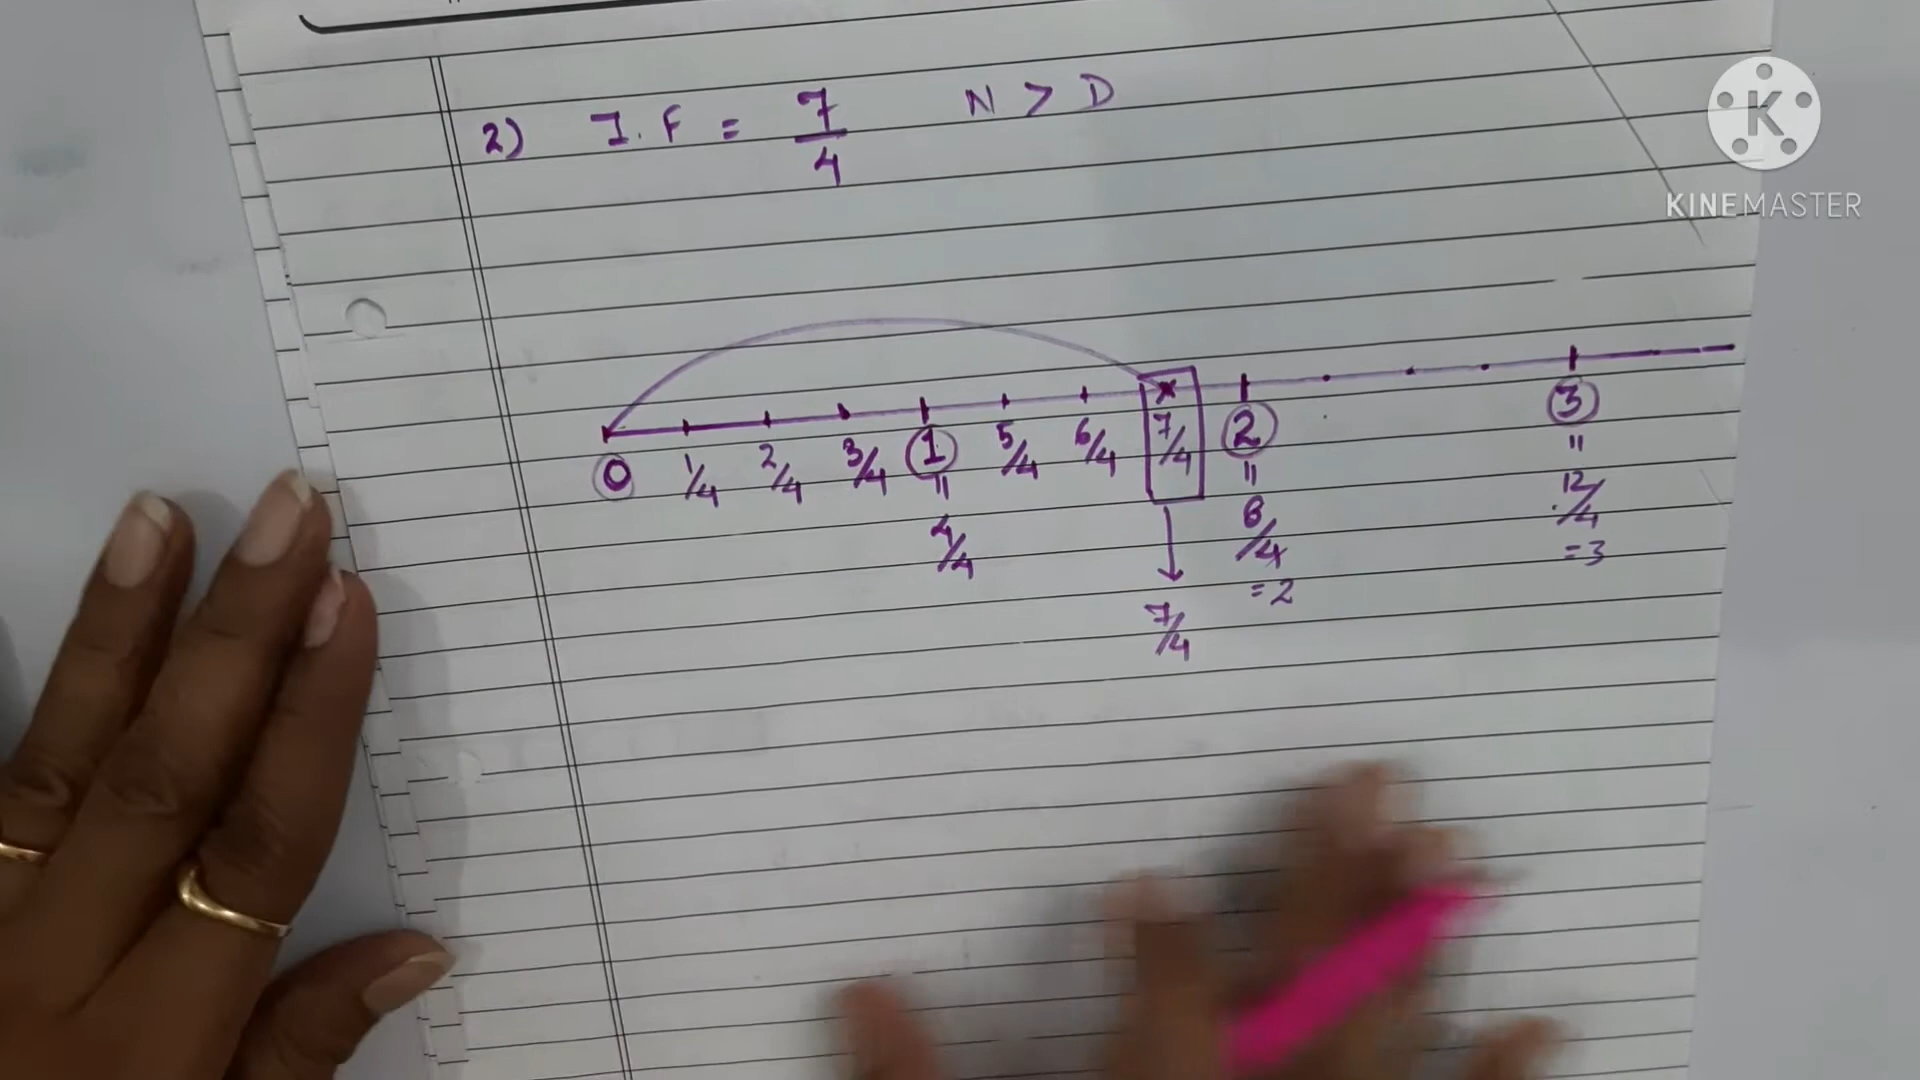 2) I.F = 7/4 N > D
KINEMASTER
0 1/4 2/4 3/4 1 5/4 6/4 7/4 2 3
= 4/4
= 8/4 = 2
= 12/4 = 3
7/4